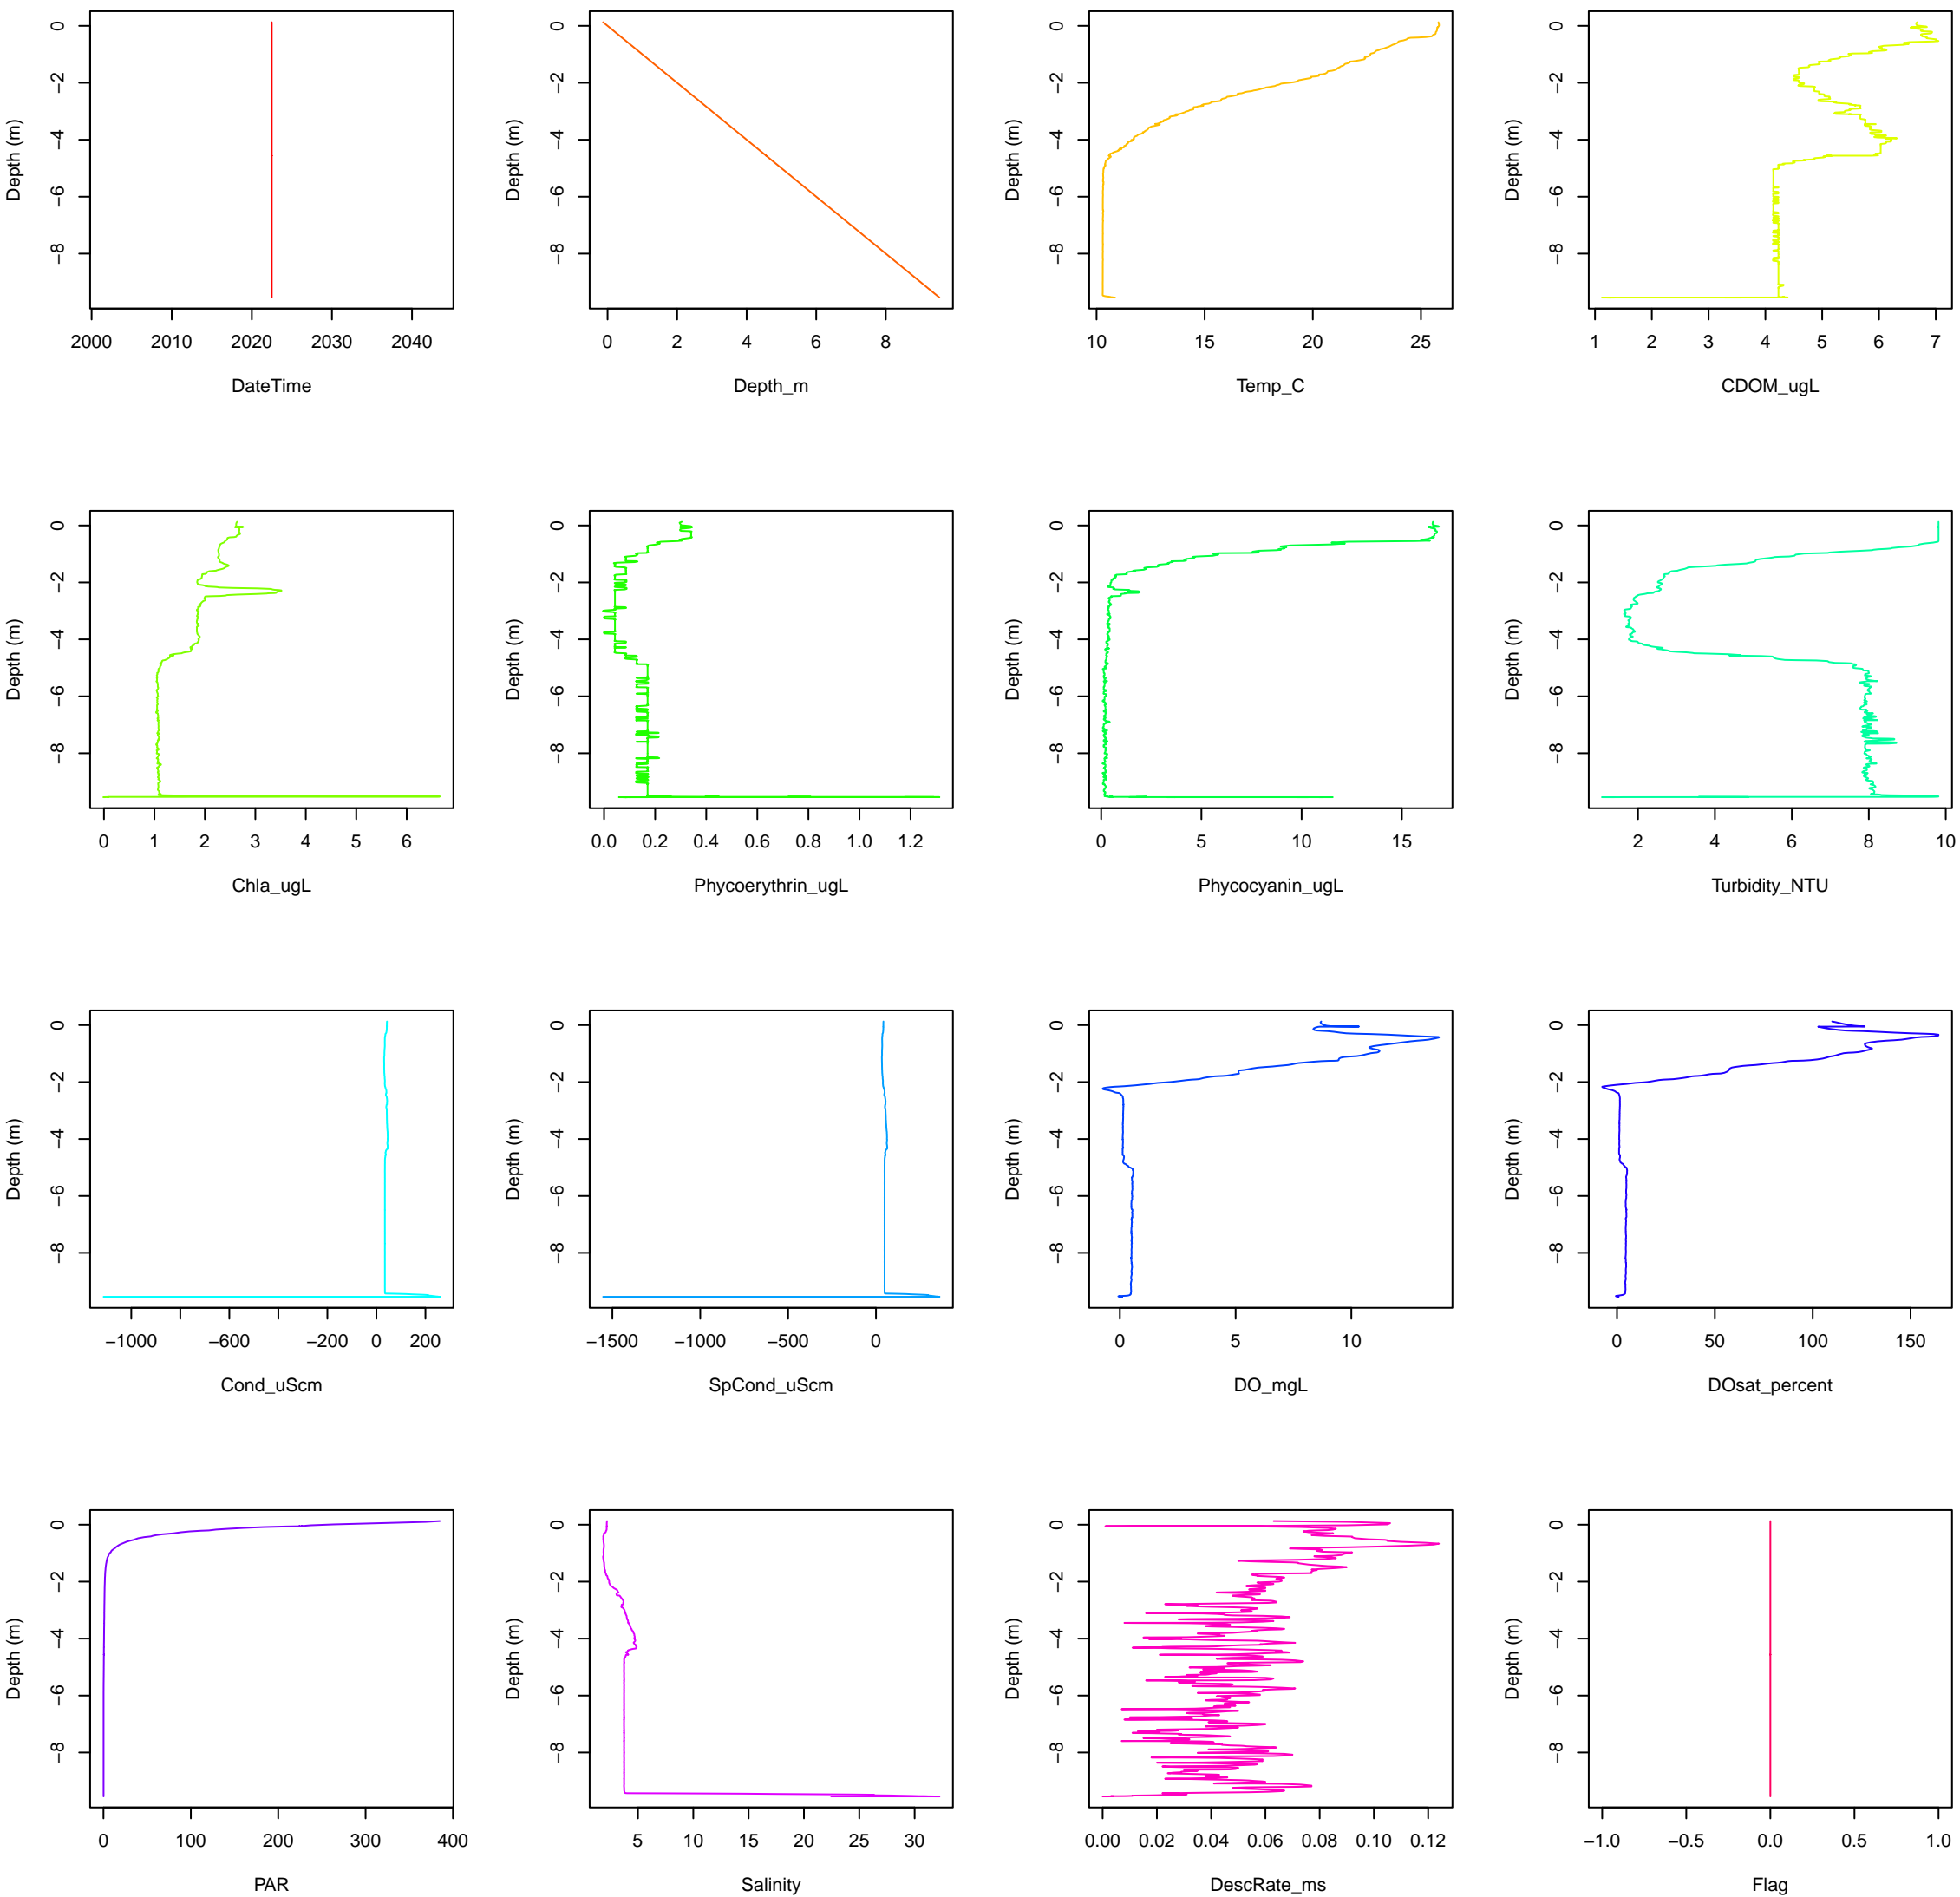 0 −2 −4 −6 −8
Depth (m)
2000 2010 2020 2030 2040
DateTime
0 −2 −4 −6 −8
Depth (m)
0 2 4 6 8
Depth_m
0 −2 −4 −6 −8
Depth (m)
10 15 20 25
Temp_C
0 −2 −4 −6 −8
Depth (m)
1 2 3 4 5 6 7
CDOM_ugL
0 −2 −4 −6 −8
Depth (m)
0 1 2 3 4 5 6
Chla_ugL
0 −2 −4 −6 −8
Depth (m)
0.0 0.2 0.4 0.6 0.8 1.0 1.2
Phycoerythrin_ugL
0 −2 −4 −6 −8
Depth (m)
0 5 10 15
Phycocyanin_ugL
0 −2 −4 −6 −8
Depth (m)
2 4 6 8 10
Turbidity_NTU
0 −2 −4 −6 −8
Depth (m)
−1000 −600 −200 0 200
Cond_uScm
0 −2 −4 −6 −8
Depth (m)
−1500 −1000 −500 0
SpCond_uScm
0 −2 −4 −6 −8
Depth (m)
0 5 10
DO_mgL
0 −2 −4 −6 −8
Depth (m)
0 50 100 150
DOsat_percent
0 −2 −4 −6 −8
Depth (m)
0 100 200 300 400
PAR
0 −2 −4 −6 −8
Depth (m)
5 10 15 20 25 30
Salinity
0 −2 −4 −6 −8
Depth (m)
0.00 0.02 0.04 0.06 0.08 0.10 0.12
DescRate_ms
0 −2 −4 −6 −8
Depth (m)
−1.0 −0.5 0.0 0.5 1.0
Flag